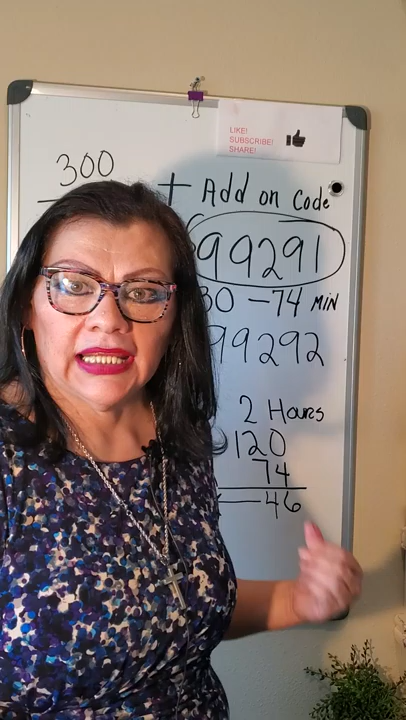 LIKE!
SUBSCRIBE!
SHARE!
300
+ Add on Code
99291
30 - 74 MIN
99292
2 Hours
120
74
46